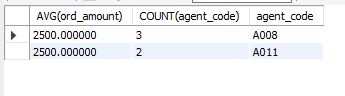 AVG(ord_amount) COUNT(agent_code) agent_code
2500.000000 3 A008
2500.000000 2 A011